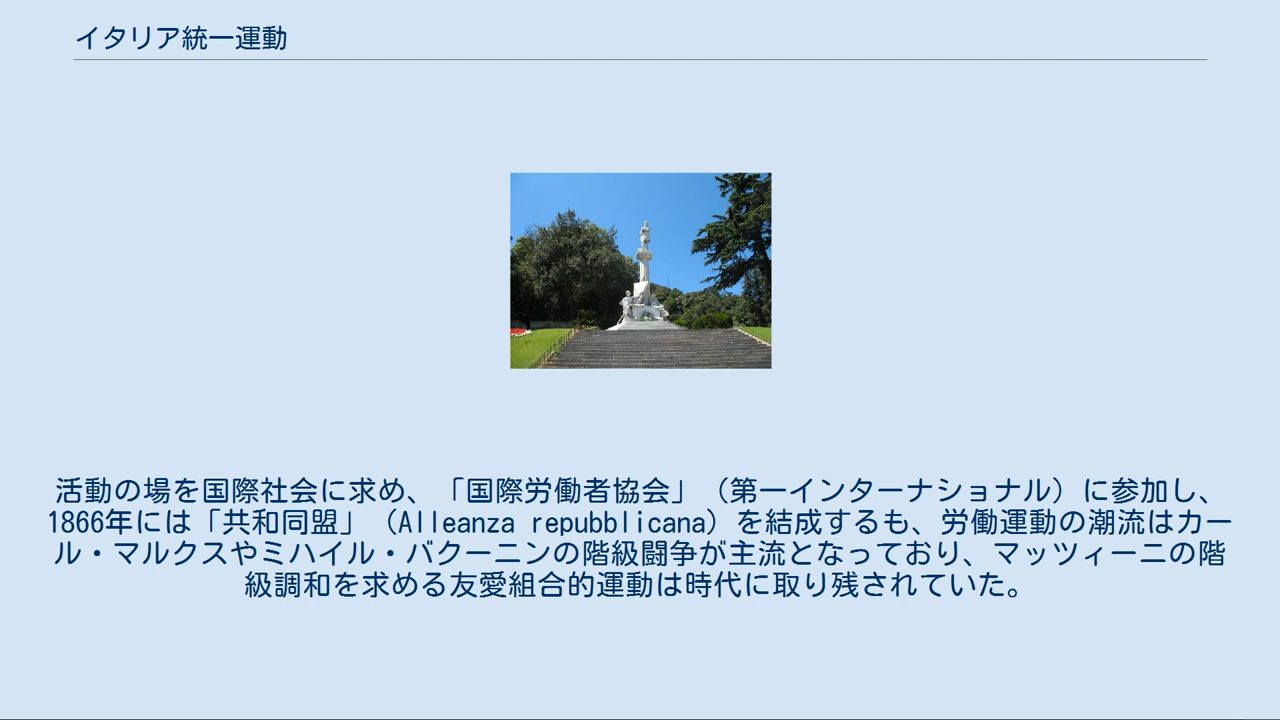 イタリア統一運動
活動の場を国際社会に求め、「国際労働者協会」（第一インターナショナル）に参加し、
1866年には「共和同盟」（Alleanza repubblicana）を結成するも、労働運動の潮流はカー
ル・マルクスやミハイル・バクーニンの階級闘争が主流となっており、マッツィーニの階
級調和を求める友愛組合的運動は時代に取り残されていた。